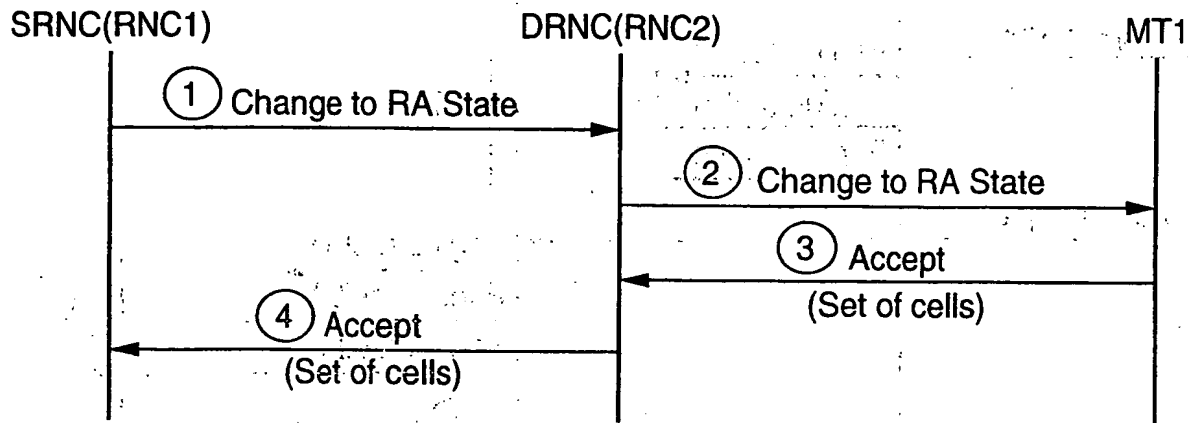 SRNC(RNC1) DRNC(RNC2) MT1
1 Change to RA State
2 Change to RA State
3 Accept
(Set of cells)
4 Accept
(Set of cells)